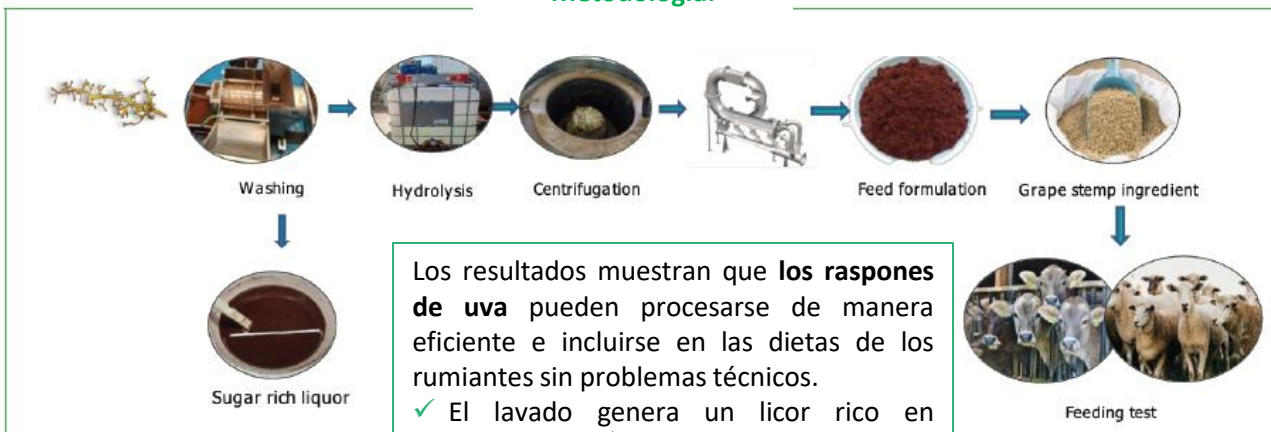 Metodología:
Washing
Hydrolysis
Centrifugation
Feed formulation
Grape stemp ingredient
Sugar rich liquor
Los resultados muestran que los raspones
de uva pueden procesarse de manera
eficiente e incluirse en las dietas de los
rumiantes sin problemas técnicos.
✓ El lavado genera un licor rico en
Feeding test